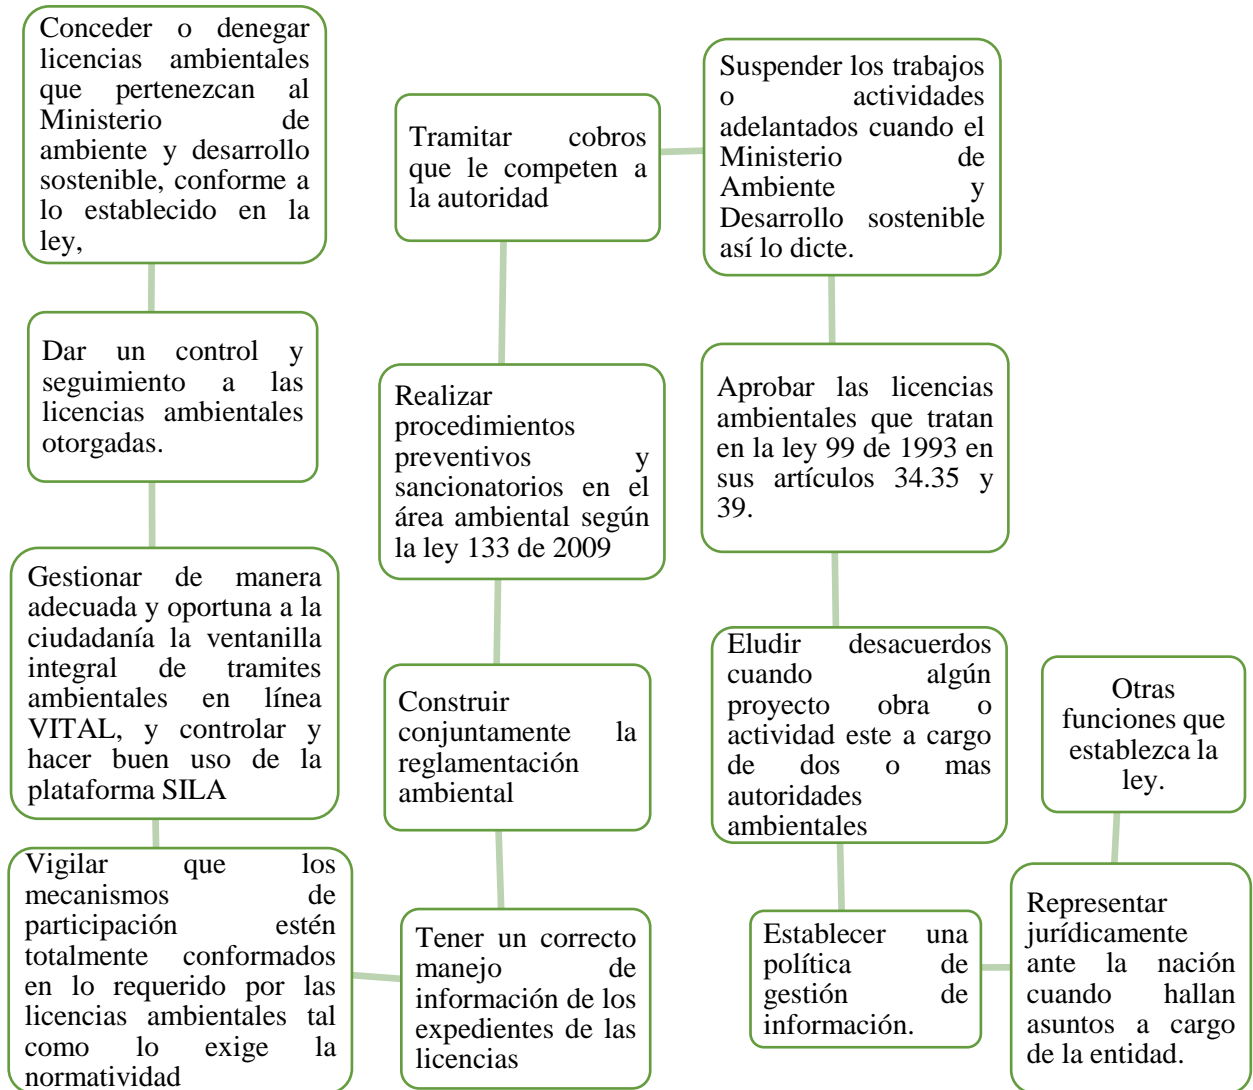 Conceder o denegar
licencias ambientales
que pertenezcan al
Ministerio de
ambiente y desarrollo
sostenible, conforme a
lo establecido en la
ley,
Dar un control y
seguimiento a las
licencias ambientales
otorgadas.
Gestionar de manera
adecuada y oportuna a la
ciudadanía la ventanilla
integral de tramites
ambientales en línea
VITAL, y controlar y
hacer buen uso de la
plataforma SILA
Vigilar que los
mecanismos de
participación estén
totalmente conformados
en lo requerido por las
licencias ambientales tal
como lo exige la
normatividad
Tener un correcto
manejo de
información de los
expedientes de las
licencias
Construir
conjuntamente la
reglamentación
ambiental
Realizar
procedimientos
preventivos y
sancionatorios en el
área ambiental según
la ley 133 de 2009
Tramitar cobros
que le competen a
la autoridad
Suspender los trabajos
o actividades
adelantados cuando el
Ministerio de
Ambiente y
Desarrollo sostenible
así lo dicte.
Aprobar las licencias
ambientales que tratan
en la ley 99 de 1993 en
sus artículos 34.35 y
39.
Eludir desacuerdos
cuando algún
proyecto obra o
actividad este a cargo
de dos o mas
autoridades
ambientales
Establecer una
política de
gestión de
información.
Representar
jurídicamente
ante la nación
cuando hallan
asuntos a cargo
de la entidad.
Otras
funciones que
establezca la
ley.